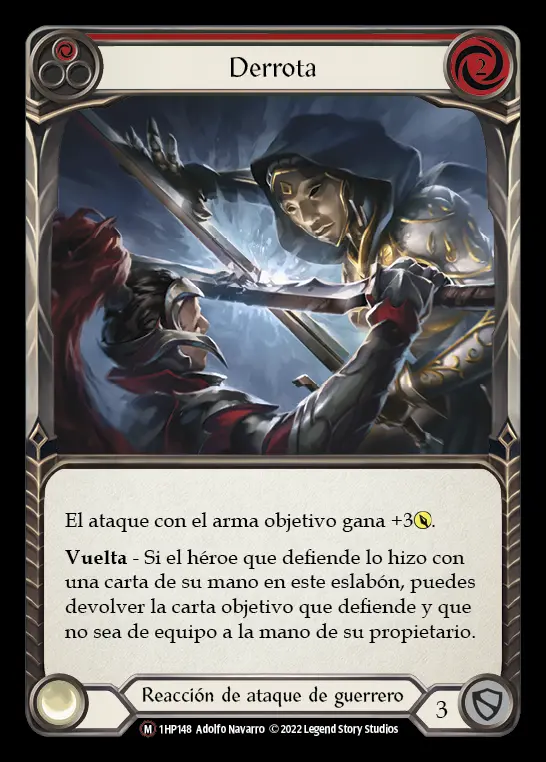 2
Derrota
El ataque con el arma objetivo gana +3.
Vuelta - Si el héroe que defiende lo hizo con
una carta de su mano en este eslabón, puedes
devolver la carta objetivo que defiende y que
no sea de equipo a la mano de su propietario.
Reacción de ataque de guerrero
3
M 1HP148 Adolfo Navarro © 2022 Legend Story Studios